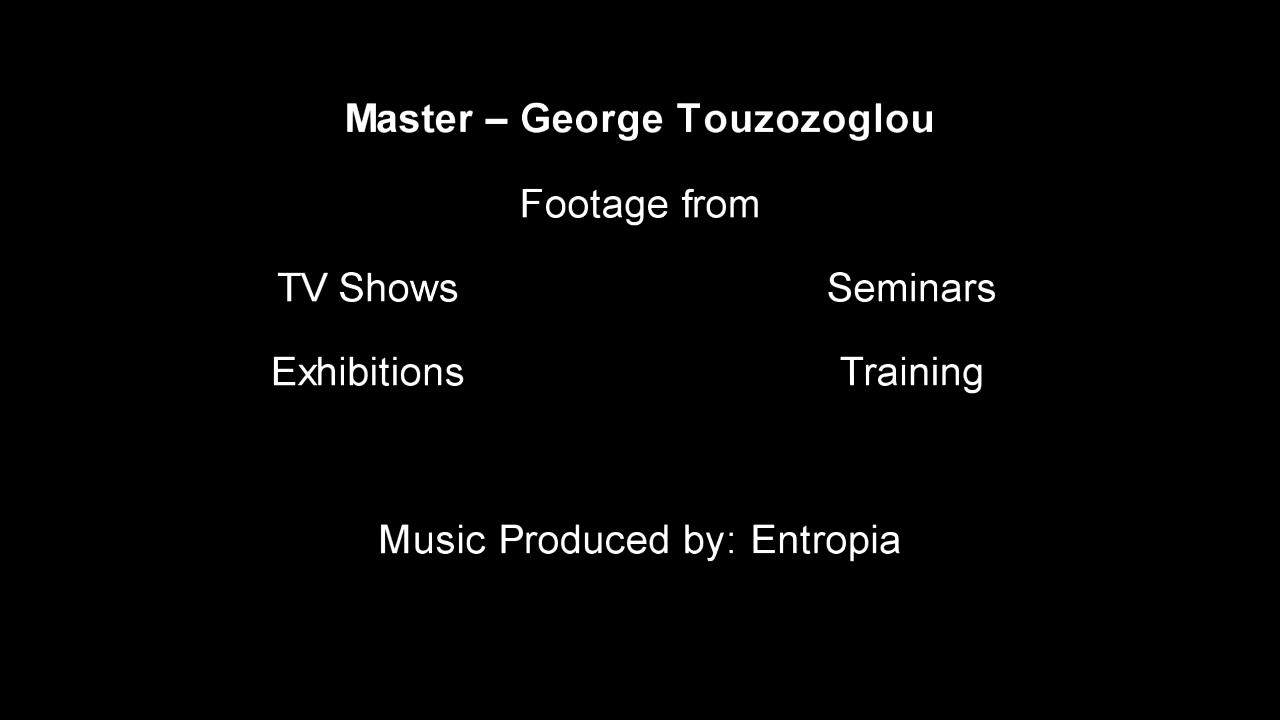 Master – George Touzozoglou
Footage from
TV Shows Seminars
Exhibitions Training
Music Produced by: Entropia